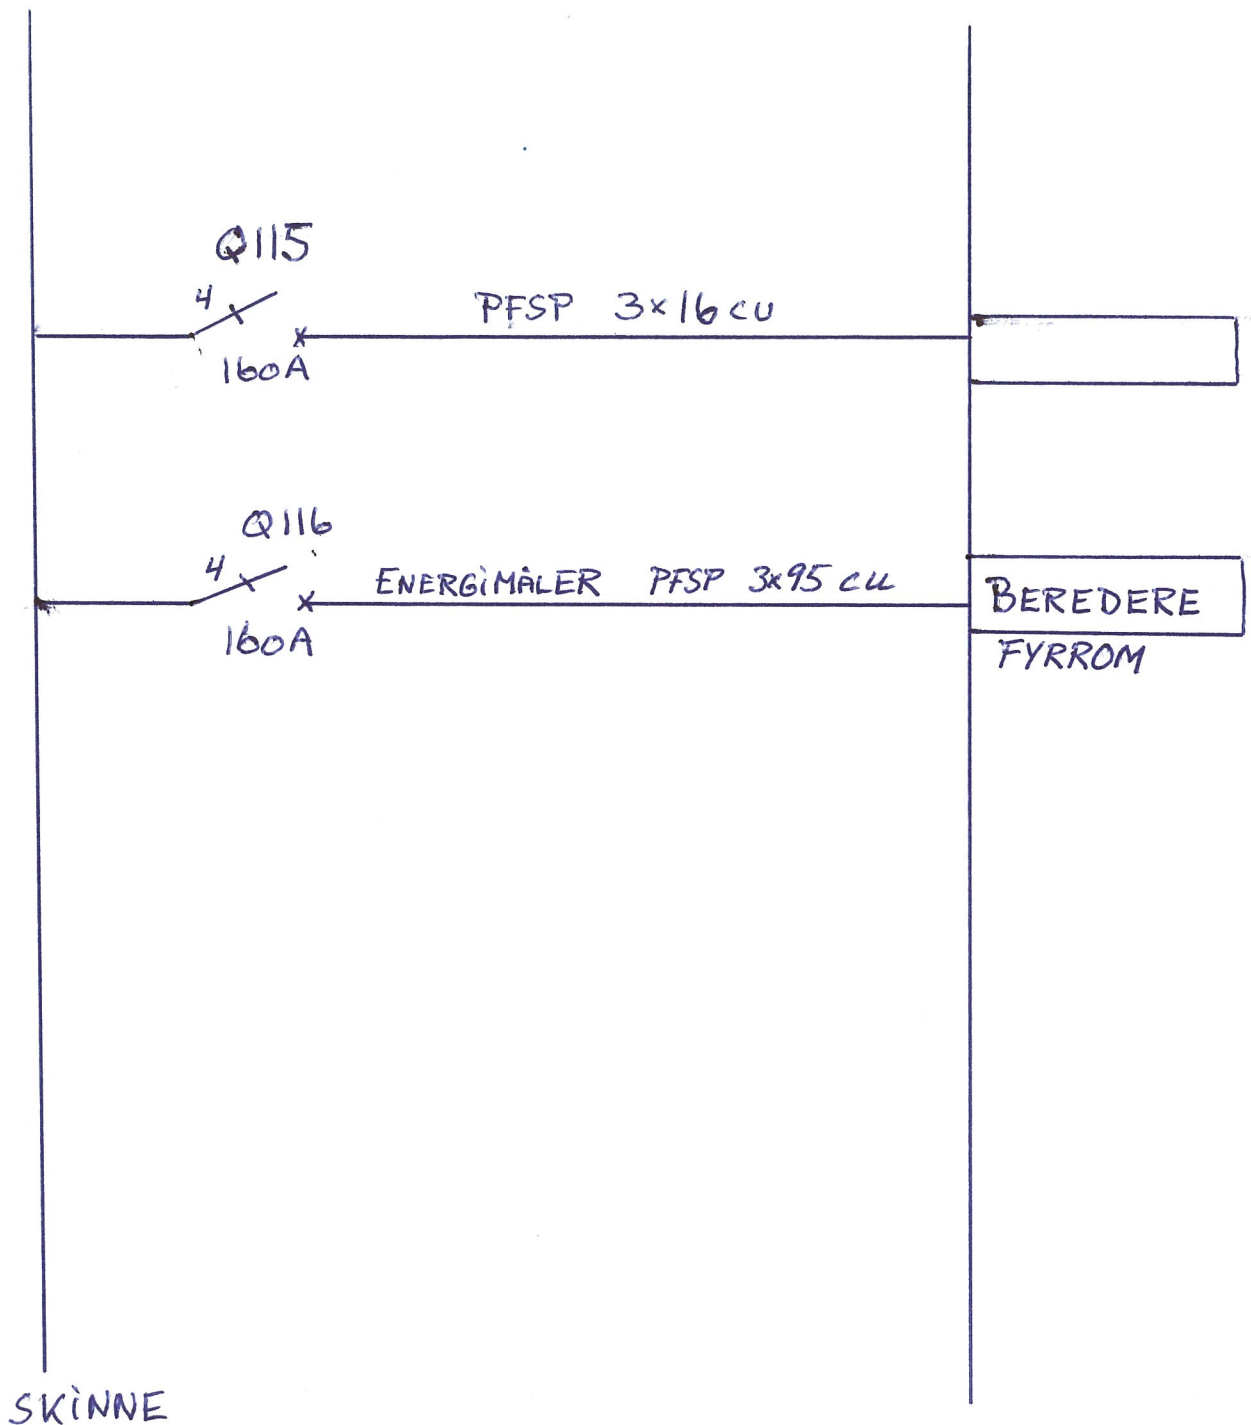 Q115
4
PFSP 3x16 cu
160A
Q116
4
ENERGiMÅLER PFSP 3x95 cu
BEREDERE
160A
FYRROM
SKiNNE